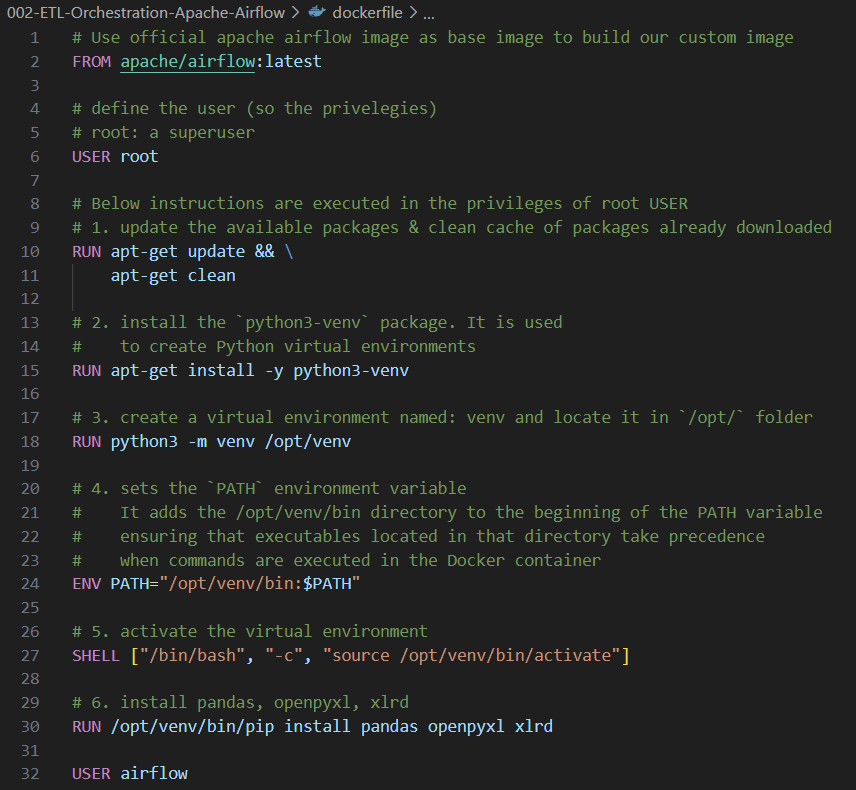 002-ETL-Orchestration-Apache-Airflow > dockerfile > ...
1 # Use official apache airflow image as base image to build our custom image
2 FROM apache/airflow:latest
3
4 # define the user (so the privelegies)
5 # root: a superuser
6 USER root
7
8 # Below instructions are executed in the privileges of root USER
9 # 1. update the available packages & clean cache of packages already downloaded
10 RUN apt-get update && \
11     apt-get clean
12
13 # 2. install the `python3-venv` package. It is used
14 #    to create Python virtual environments
15 RUN apt-get install -y python3-venv
16
17 # 3. create a virtual environment named: venv and locate it in `/opt/` folder
18 RUN python3 -m venv /opt/venv
19
20 # 4. sets the `PATH` environment variable
21 #    It adds the /opt/venv/bin directory to the beginning of the PATH variable
22 #    ensuring that executables located in that directory take precedence
23 #    when commands are executed in the Docker container
24 ENV PATH="/opt/venv/bin:$PATH"
25
26 # 5. activate the virtual environment
27 SHELL ["/bin/bash", "-c", "source /opt/venv/bin/activate"]
28
29 # 6. install pandas, openpyxl, xlrd
30 RUN /opt/venv/bin/pip install pandas openpyxl xlrd
31
32 USER airflow